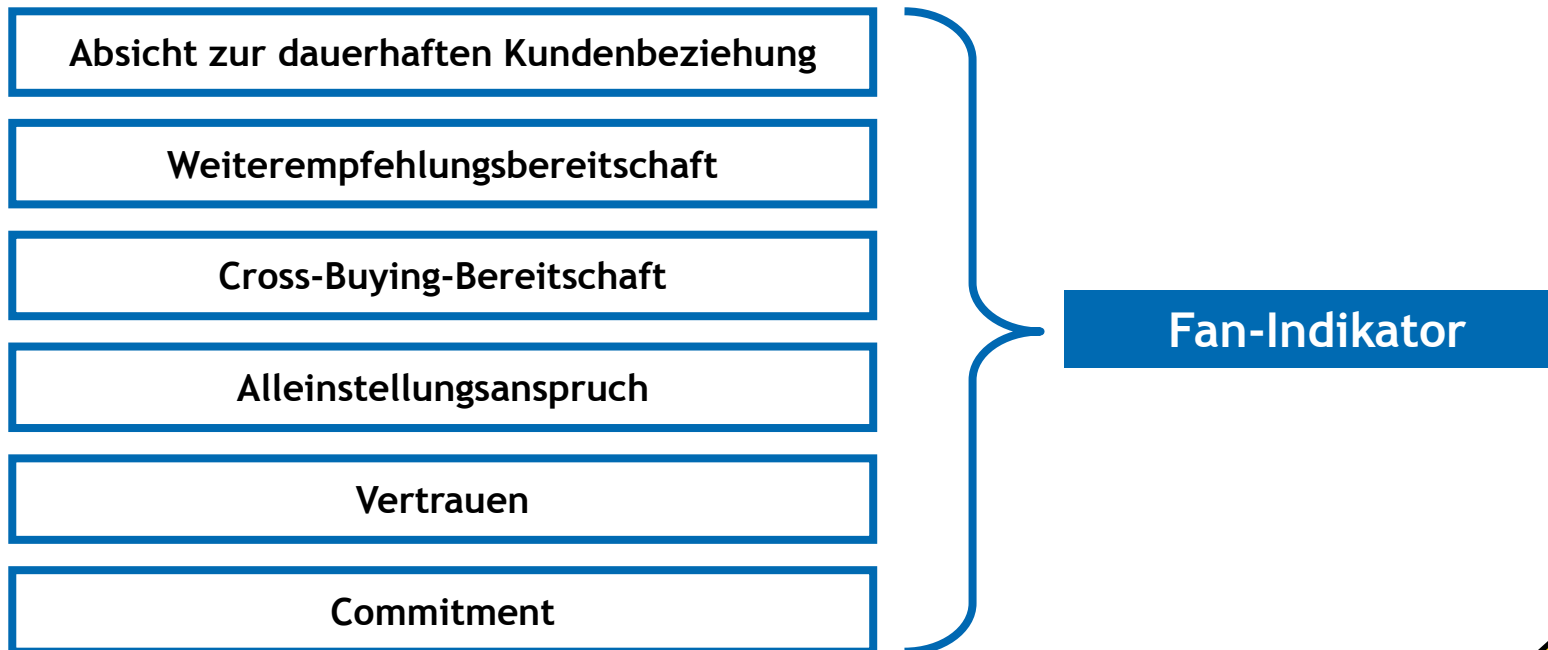 Absicht zur dauerhaften Kundenbeziehung
Weiterempfehlungsbereitschaft
Cross-Buying-Bereitschaft
Alleinstellungsanspruch
Vertrauen
Commitment
Fan-Indikator